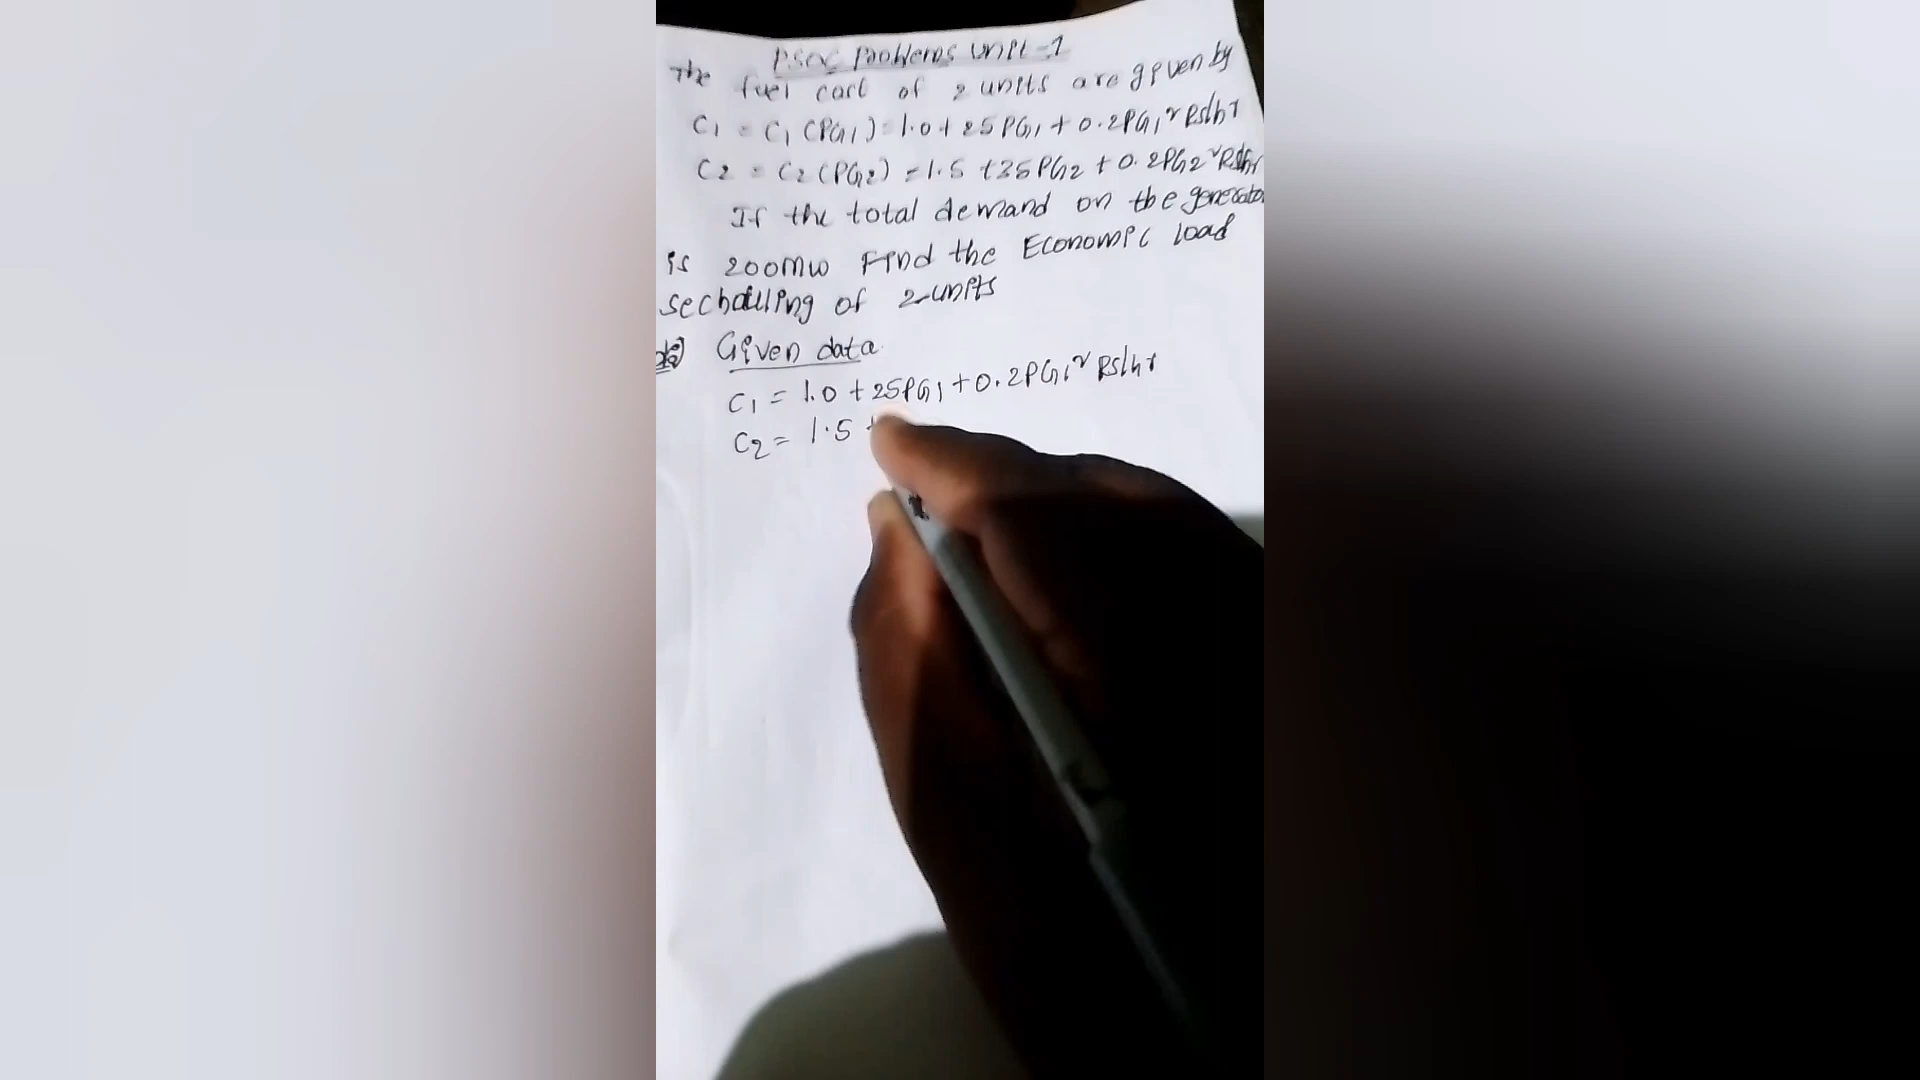 PSOC Problems Unit-1
The fuel cost of 2 units are given by
C1 = C1 (PG1) = 1.0 + 25PG1 + 0.2PG1² Rs/hr
C2 = C2 (PG2) = 1.5 + 35PG2 + 0.2PG2² Rs/hr
If the total demand on the generator
is 200MW Find the Economic load
of 2-units
Given data
C1 = 1.0 + 25PG1 + 0.2PG1² Rs/hr
C2 = 1.5 +